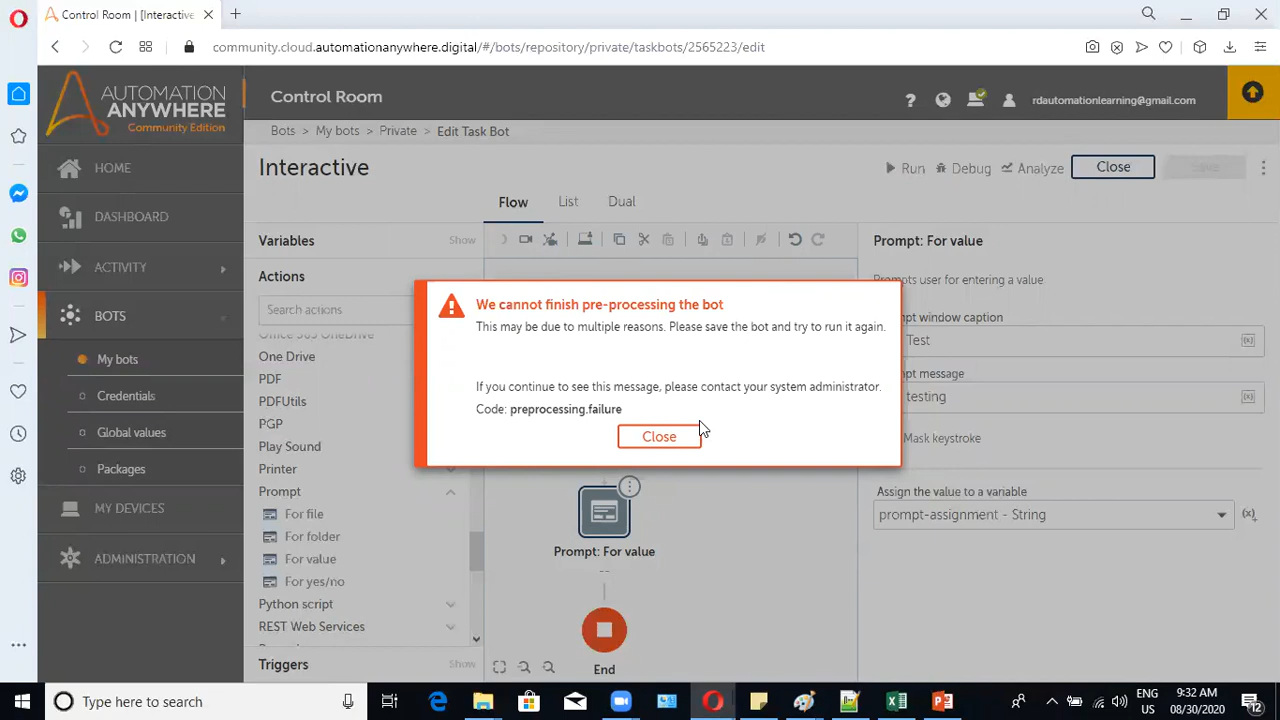 Control Room | [Interactive
community.cloud.automationanywhere.digital/#/bots/repository/private/taskbots/2565223/edit
AUTOMATION
ANYWHERE
Community Edition
Control Room
rdautomationlearning@gmail.com
Bots > My bots > Private > Edit Task Bot
HOME
DASHBOARD
ACTIVITY
BOTS
My bots
Credentials
Global values
Packages
MY DEVICES
ADMINISTRATION
Interactive
Run
Debug
Analyze
Close
Save
Flow
List
Dual
Variables
Show
Actions
Search actions
Office 365 OneDrive
One Drive
PDF
PDFUtils
PGP
Play Sound
Printer
Prompt
For file
For folder
For value
For yes/no
Python script
REST Web Services
Triggers
Show
We cannot finish pre-processing the bot
This may be due to multiple reasons. Please save the bot and try to run it again.
If you continue to see this message, please contact your system administrator.
Code: preprocessing.failure
Close
Prompt: For value
--
End
Prompt: For value
Prompts user for entering a value
mpt window caption
Test
mpt message
testing
Mask keystroke
Assign the value to a variable
prompt-assignment - String
Type here to search
ENG
US
9:32 AM
08/30/2020
12